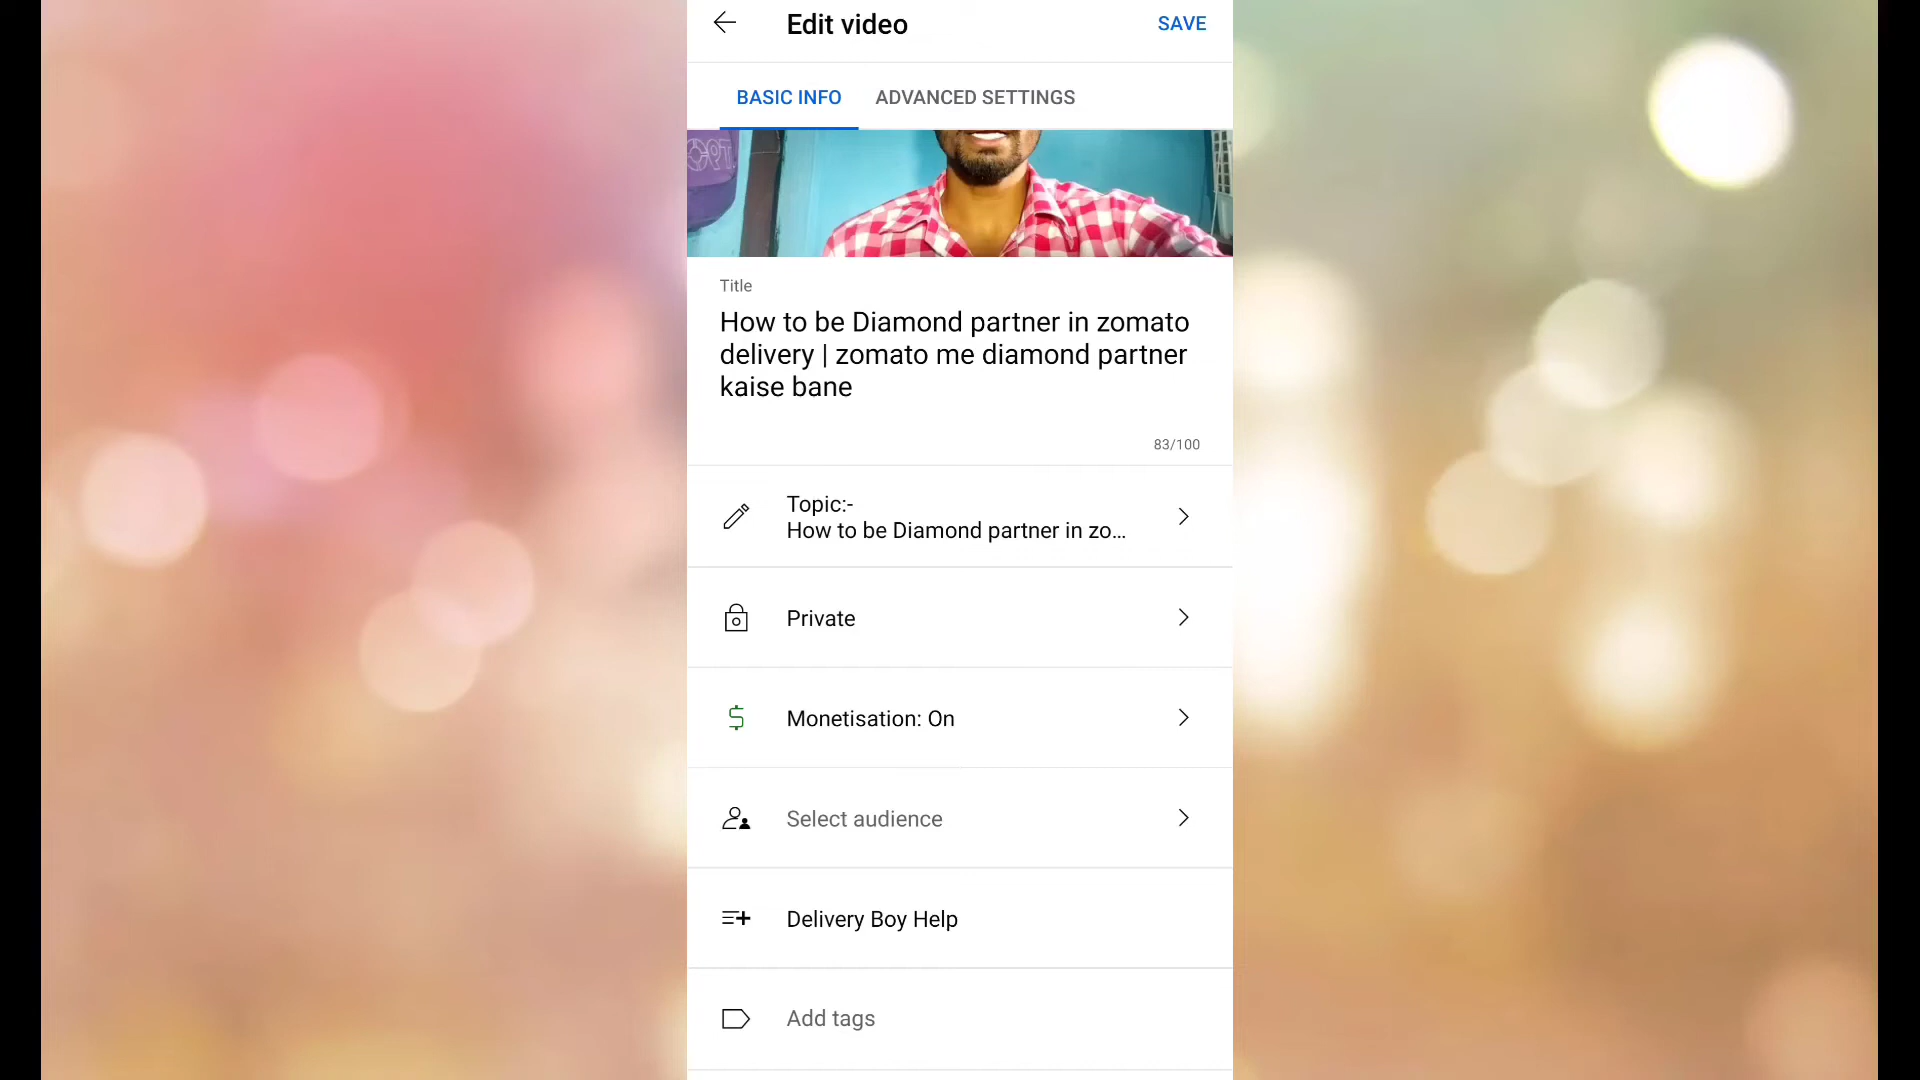 Edit video
SAVE
BASIC INFO
ADVANCED SETTINGS
Title
How to be Diamond partner in zomato
delivery | zomato me diamond partner
kaise bane
83/100
Topic:-
How to be Diamond partner in zo...
Private
Monetisation: On
Select audience
Delivery Boy Help
Add tags